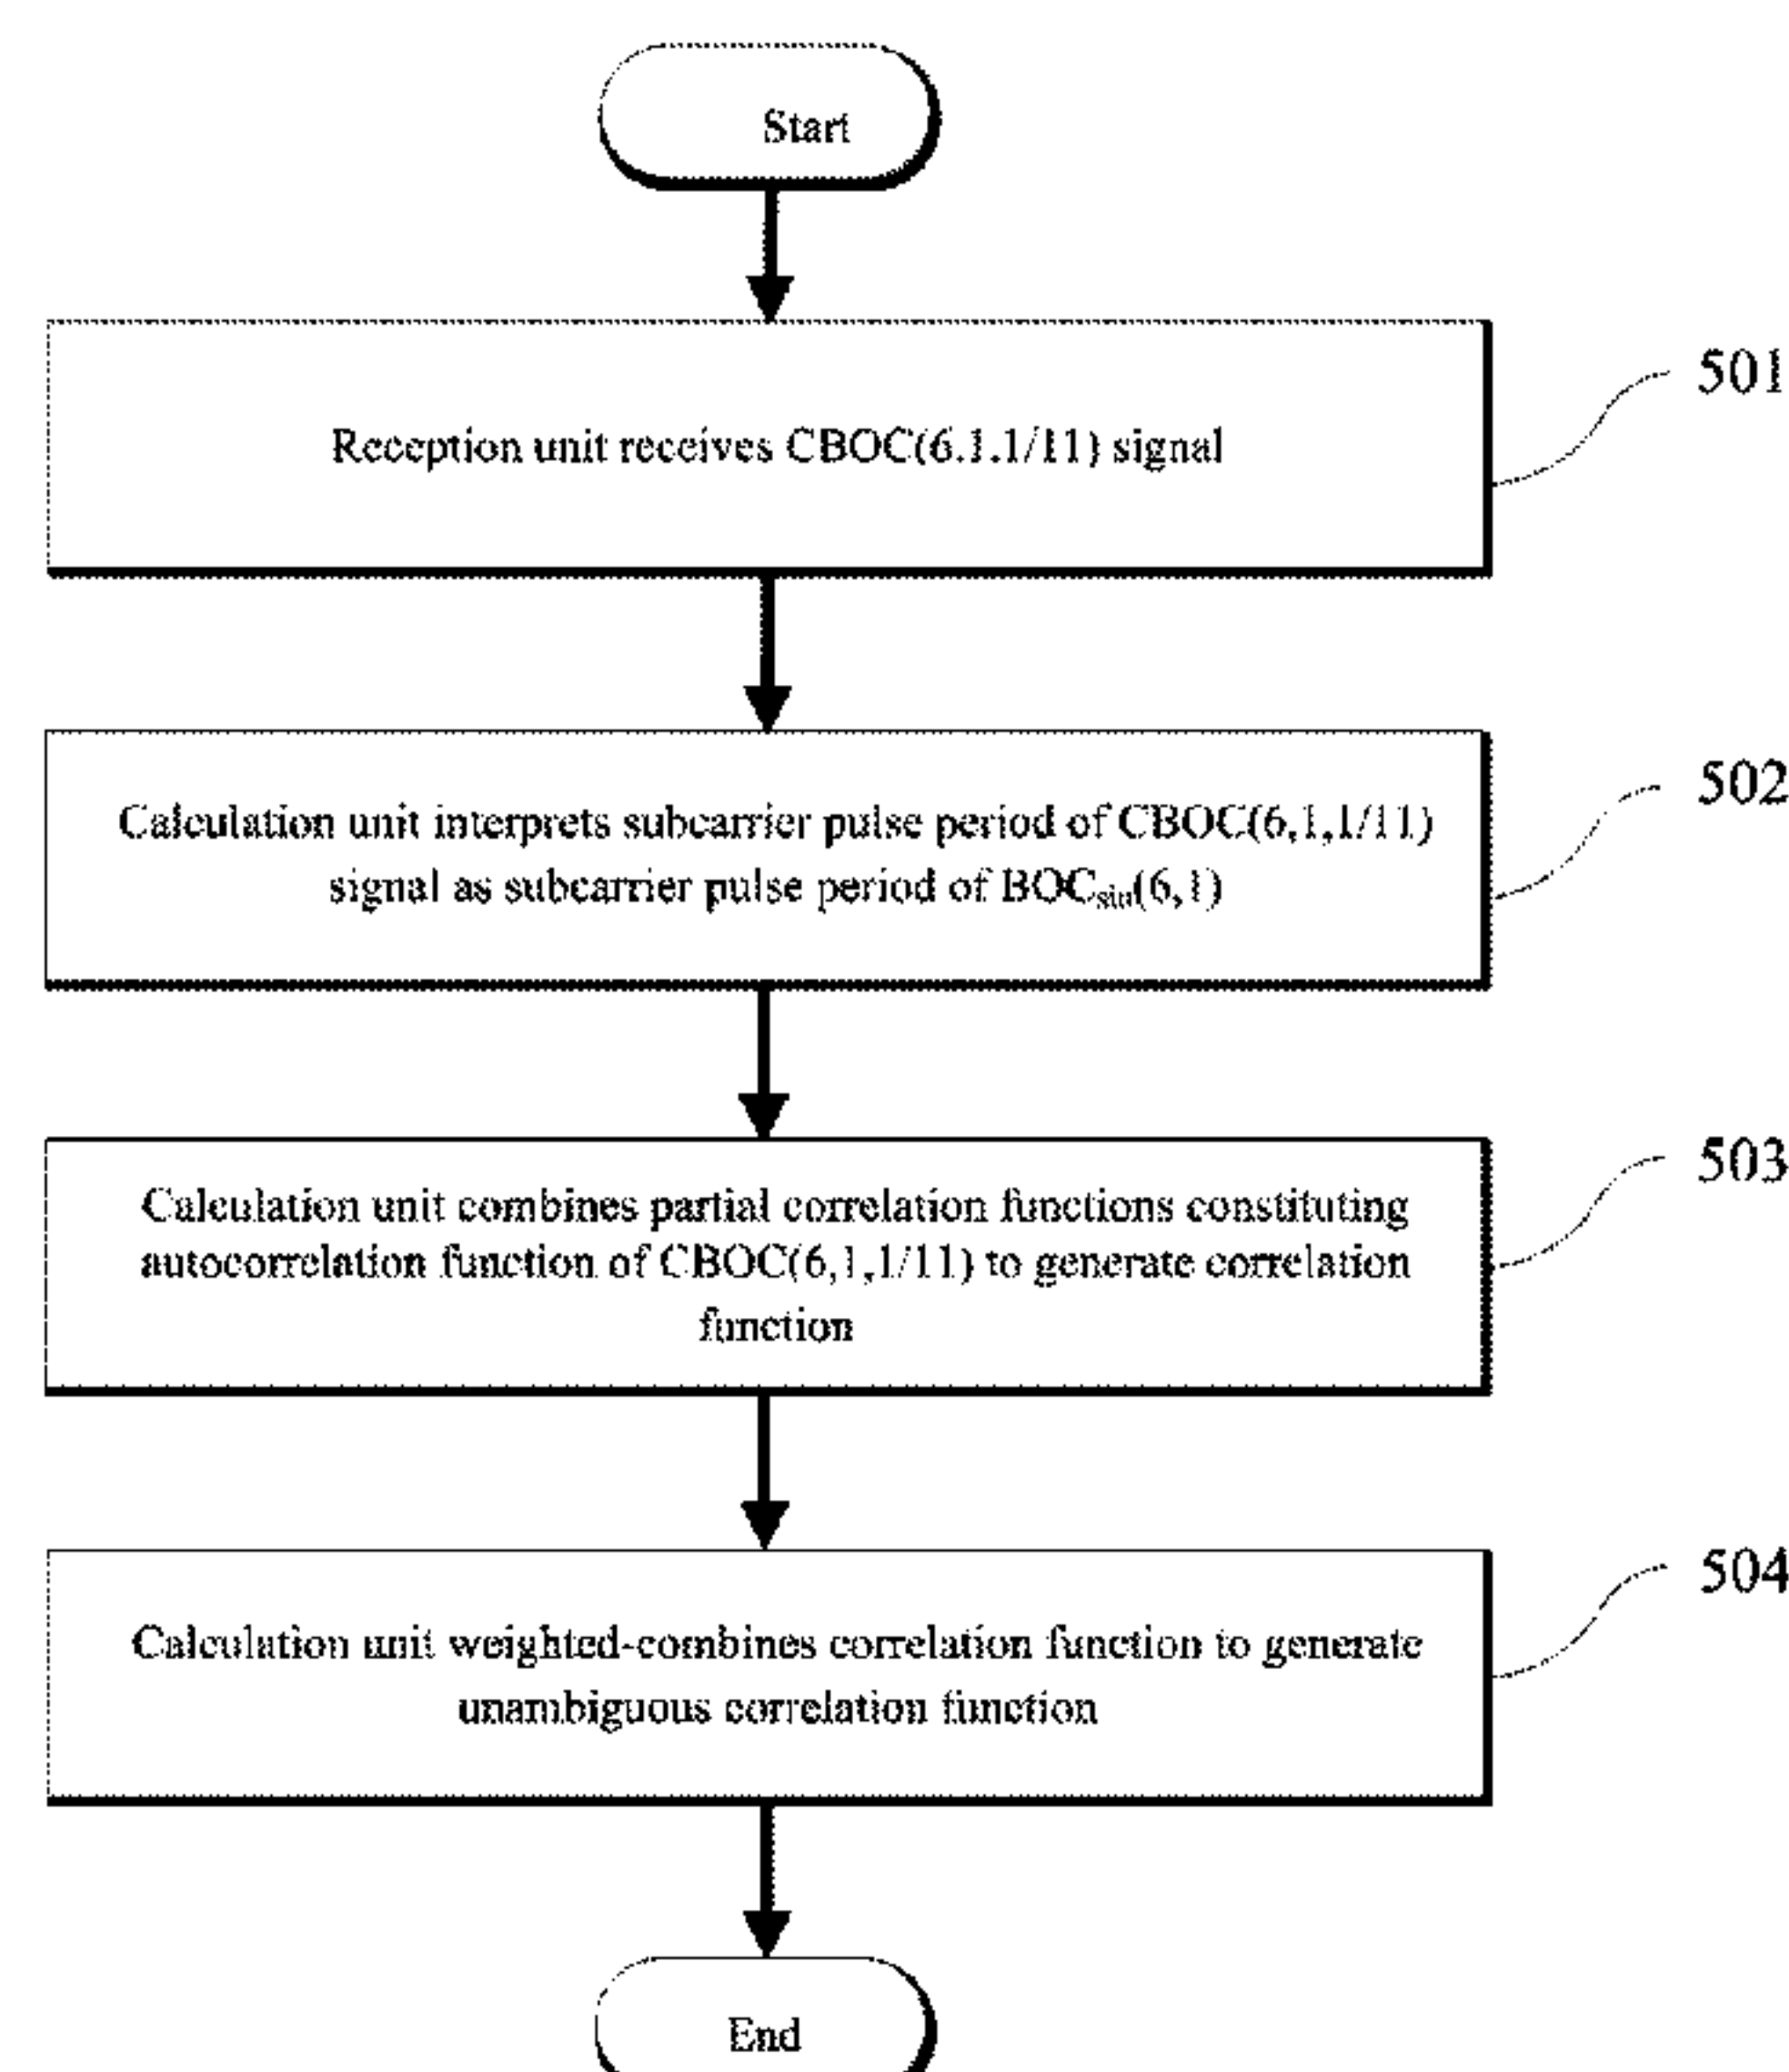 Start
Reception unit receives CBOC(6.1.1/11) signal
501
Calculation unit interprets subcarrier pulse period of CBOC(6,1,1/11)
signal as subcarrier pulse period of BOCsin(6,1)
502
Calculation unit combines partial correlation functions constituting
autocorrelation function of CBOC(6,1,1/11) to generate correlation
function
503
Calculation unit weighted-combines correlation function to generate
unambiguous correlation function
504
End